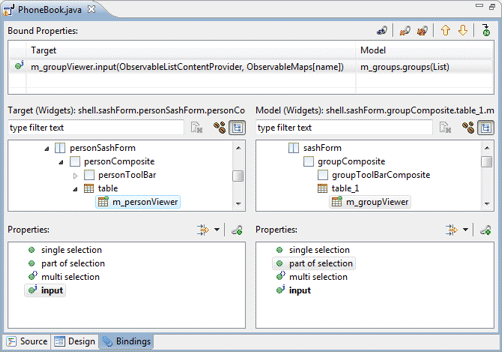 PhoneBook.java
Bound Properties:
Target Model
m_groupViewer.input(ObservableListContentProvider, ObservableMaps[name]) m_groups.groups(List)
Target (Widgets): shell.sashForm.personSashForm.personCo Model (Widgets): shell.sashForm.groupComposite.table_1.m
type filter text type filter text
personSashForm sashForm
personComposite groupComposite
personToolBar groupToolBarComposite
table table_1
m_personViewer m_groupViewer
Properties: Properties:
single selection single selection
part of selection part of selection
multi selection multi selection
input input
Source Design Bindings